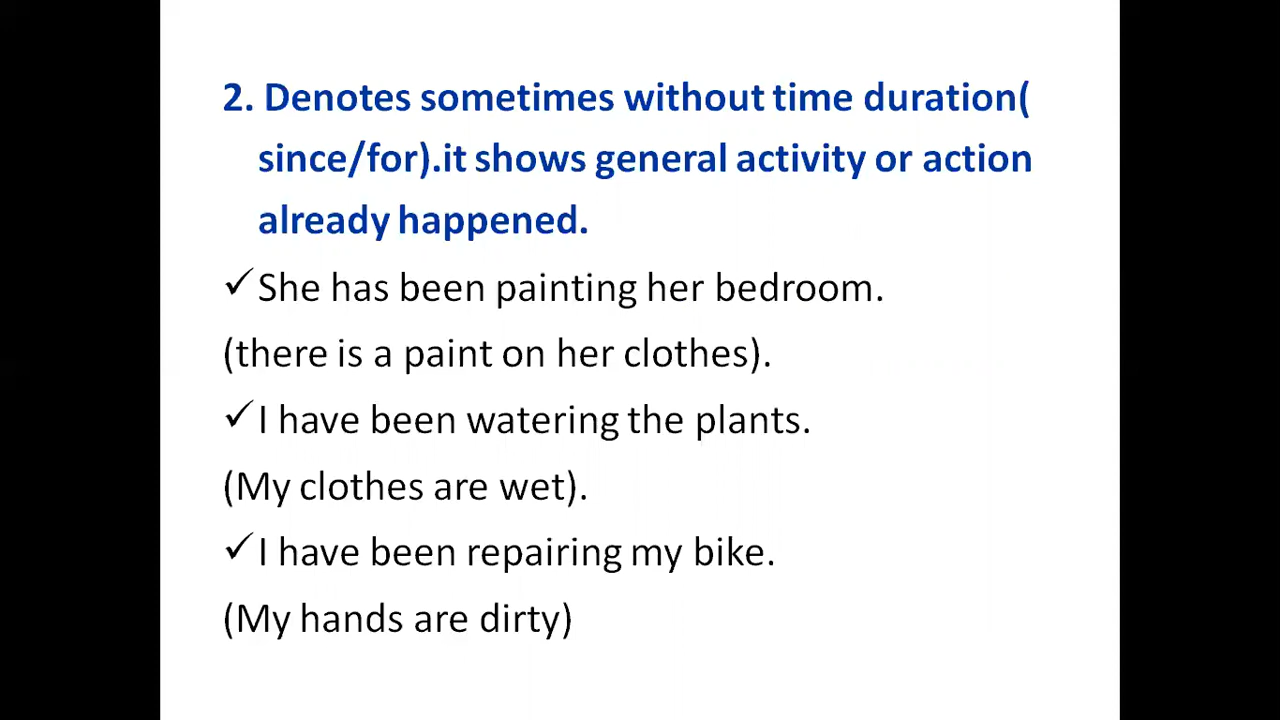 2. Denotes sometimes without time duration(
since/for).it shows general activity or action
already happened.
✓She has been painting her bedroom.
(there is a paint on her clothes).
✓I have been watering the plants.
(My clothes are wet).
✓I have been repairing my bike.
(My hands are dirty)